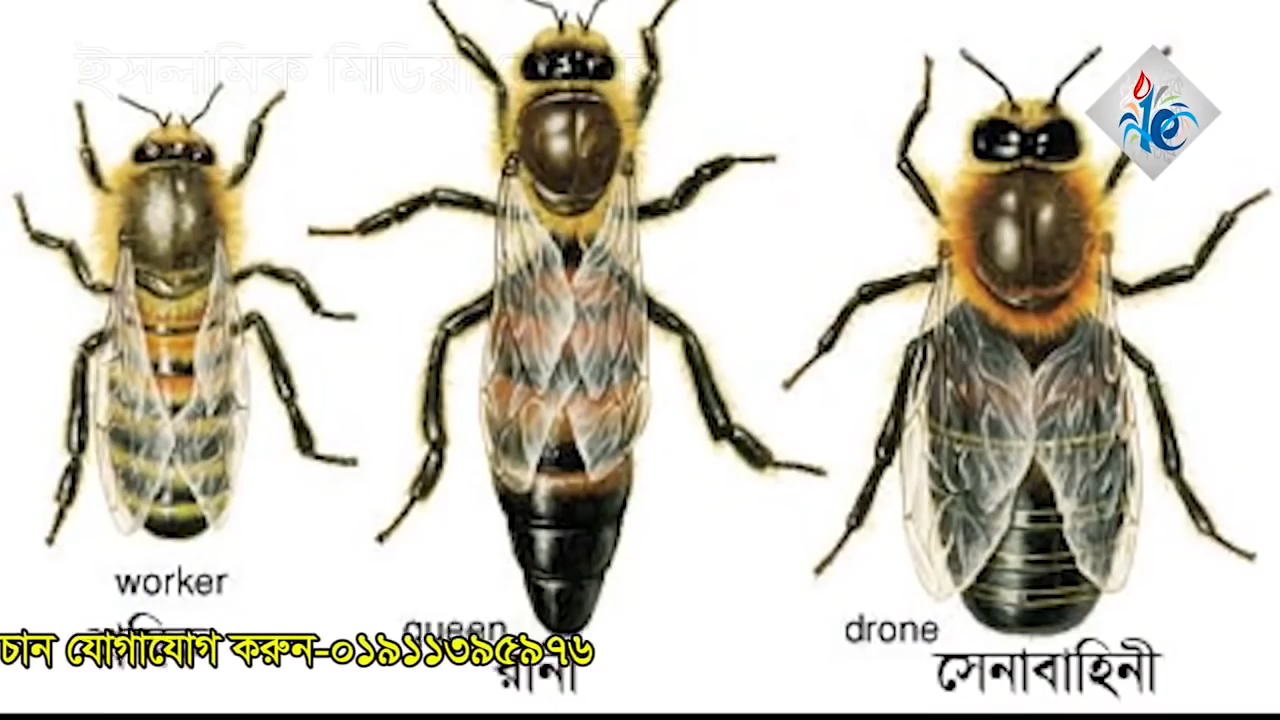 ইসলামিক মিডিয়া
worker
queen
drone
চান যোগাযোগ করুন-০১৯১১৩৯৫৯৭৬
রানী
সেনাবাহিনী